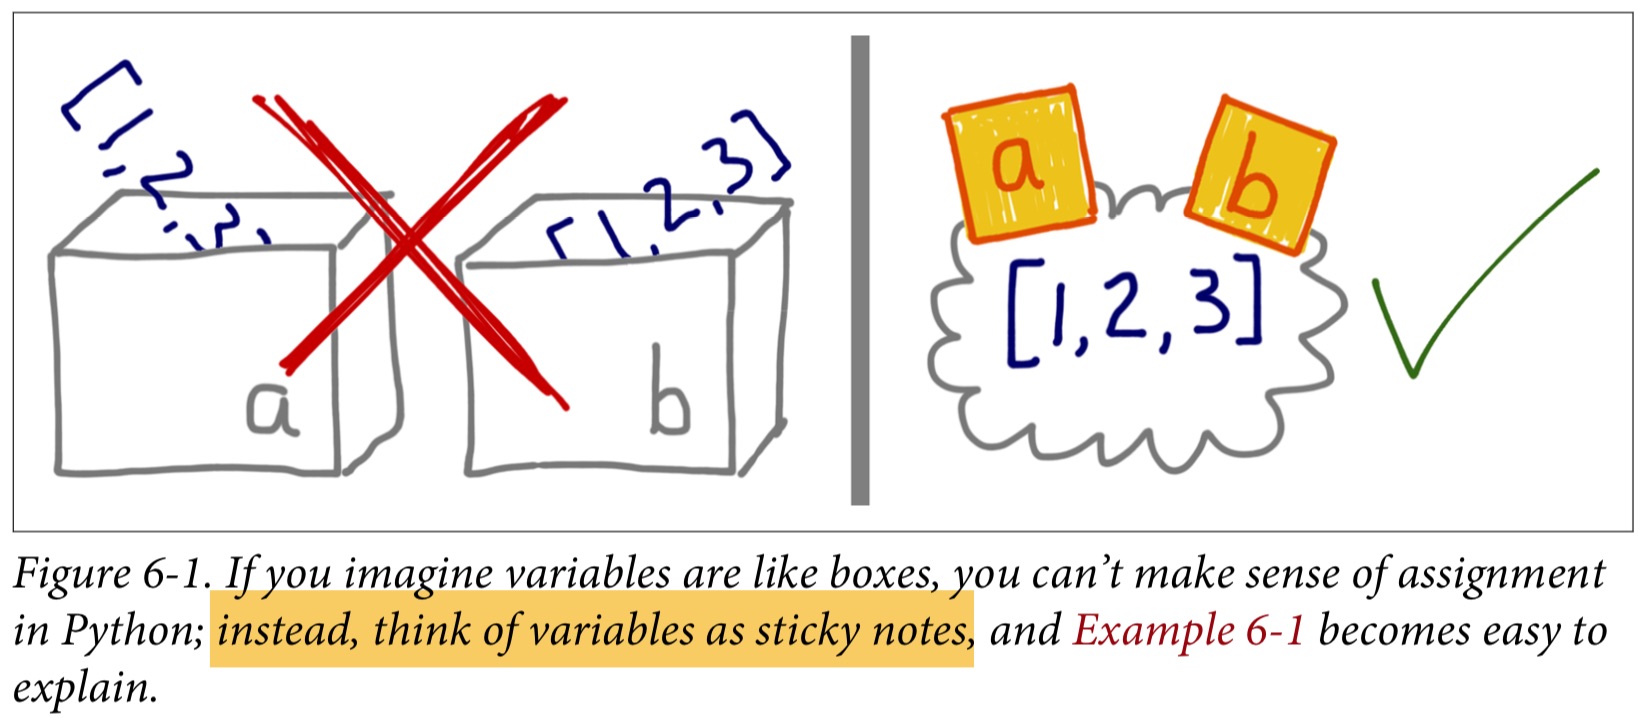 [1, 2, 3,
[1, 2, 3]
a
b
a
b
[1, 2, 3]
Figure 6-1. If you imagine variables are like boxes, you can’t make sense of assignment
in Python; instead, think of variables as sticky notes, and Example 6-1 becomes easy to
explain.